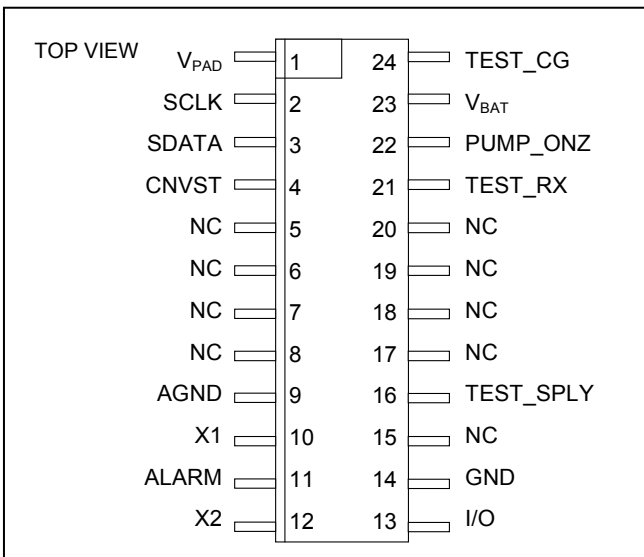 TOP VIEW
VPAD 1 24 TEST_CG
SCLK 2 23 VBAT
SDATA 3 22 PUMP_ONZ
CNVST 4 21 TEST_RX
NC 5 20 NC
NC 6 19 NC
NC 7 18 NC
NC 8 17 NC
AGND 9 16 TEST_SPLY
X1 10 15 NC
ALARM 11 14 GND
X2 12 13 I/O